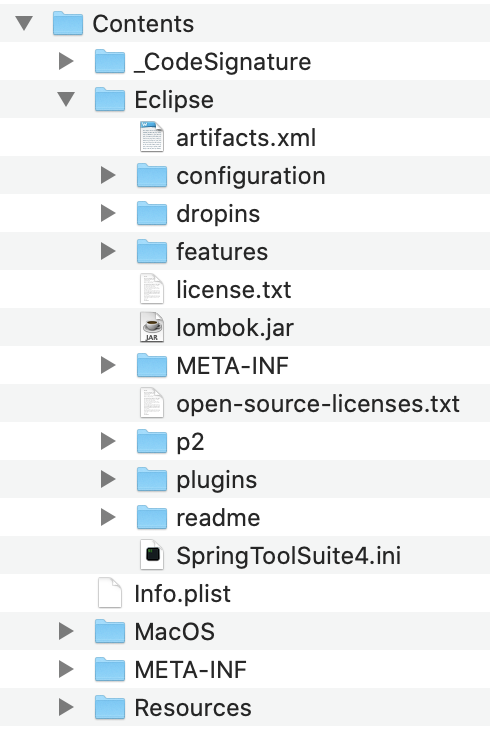 Contents
_CodeSignature
Eclipse
artifacts.xml
configuration
dropins
features
license.txt
lombok.jar
META-INF
open-source-licenses.txt
p2
plugins
readme
SpringToolSuite4.ini
Info.plist
MacOS
META-INF
Resources